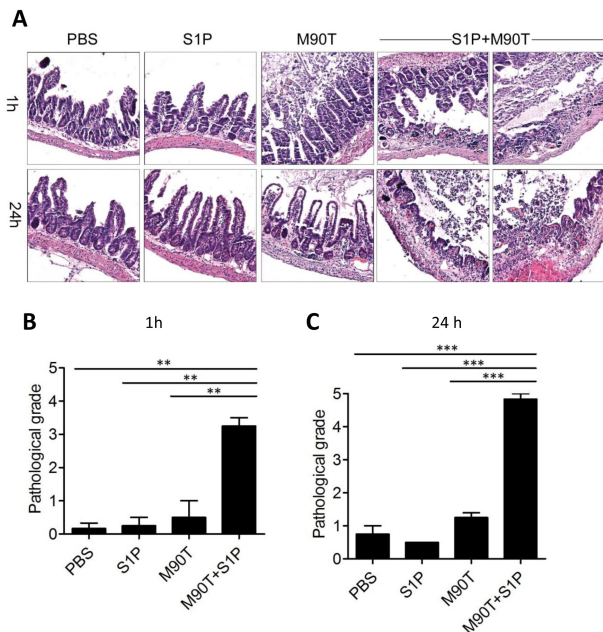 A
PBS
S1P
M90T
S1P+M90T
1h
24h
B
1h
Pathological grade
5
4
3
2
1
0
**
**
**
PBS
S1P
M90T
M90T+S1P
C
24 h
Pathological grade
5
4
3
2
1
0
***
***
***
PBS
S1P
M90T
M90T+S1P